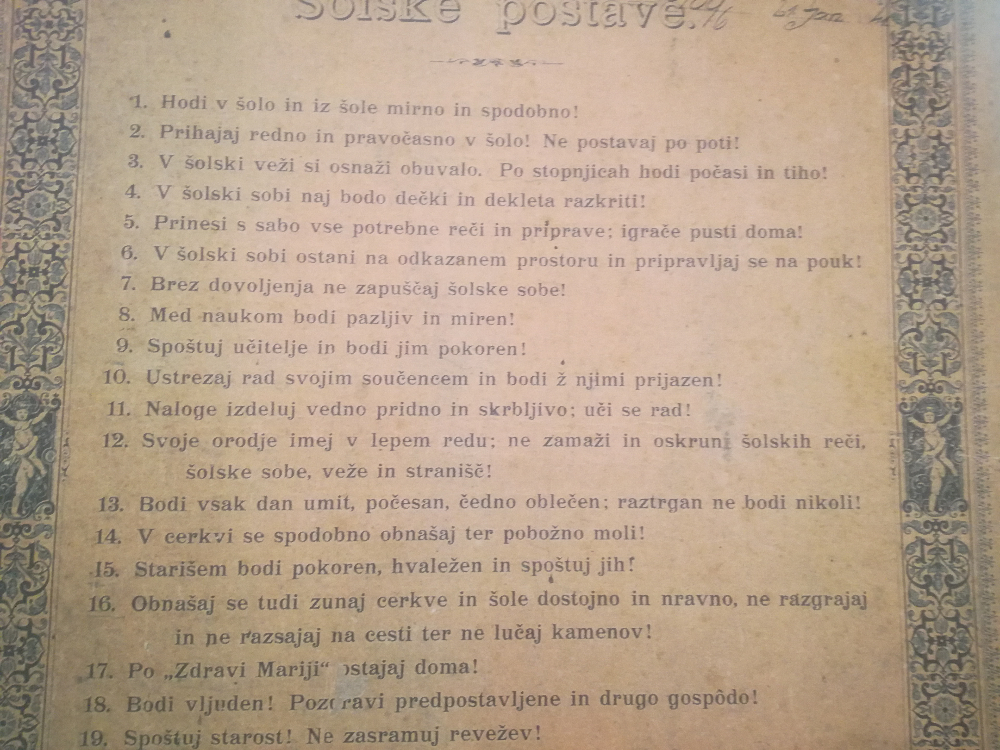 Šolske postave.
1. Hodi v šolo in iz šole mirno in spodobno!
2. Prihajaj redno in pravočasno v šolo! Ne postavaj po poti!
3. V šolski veži si osnaži obuvalo. Po stopnjicah hodi počasi in tiho!
4. V šolski sobi naj bodo dečki in dekleta razkriti!
5. Prinesi s sabo vse potrebne reči in priprave; igrače pusti doma!
6. V šolski sobi ostani na odkazanem prostoru in pripravljaj se na pouk!
7. Brez dovoljenja ne zapuščaj šolske sobe!
8. Med naukom bodi pazljiv in miren!
9. Spoštuj učitelje in bodi jim pokoren!
10. Ustrezaj rad svojim součencem in bodi ž njimi prijazen!
11. Naloge izdeluj vedno pridno in skrbljivo; uči se rad!
12. Svoje orodje imej v lepem redu; ne zamaži in oskruni šolskih reči,
šolske sobe, veže in stranišč!
13. Bodi vsak dan umit, počesan, čedno oblečen; raztrgan ne bodi nikoli!
14. V cerkvi se spodobno obnašaj ter pobožno moli!
15. Starišem bodi pokoren, hvaležen in spoštuj jih!
16. Obnašaj se tudi zunaj cerkve in šole dostojno in nravno, ne razgrajaj
in ne razsajaj na cesti ter ne lučaj kamenov!
17. Po „Zdravi Mariji“ ostajaj doma!
18. Bodi vljuden! Pozdravi predpostavljene in drugo gospôdo!
19. Spoštuj starost! Ne zasramuj revežev!